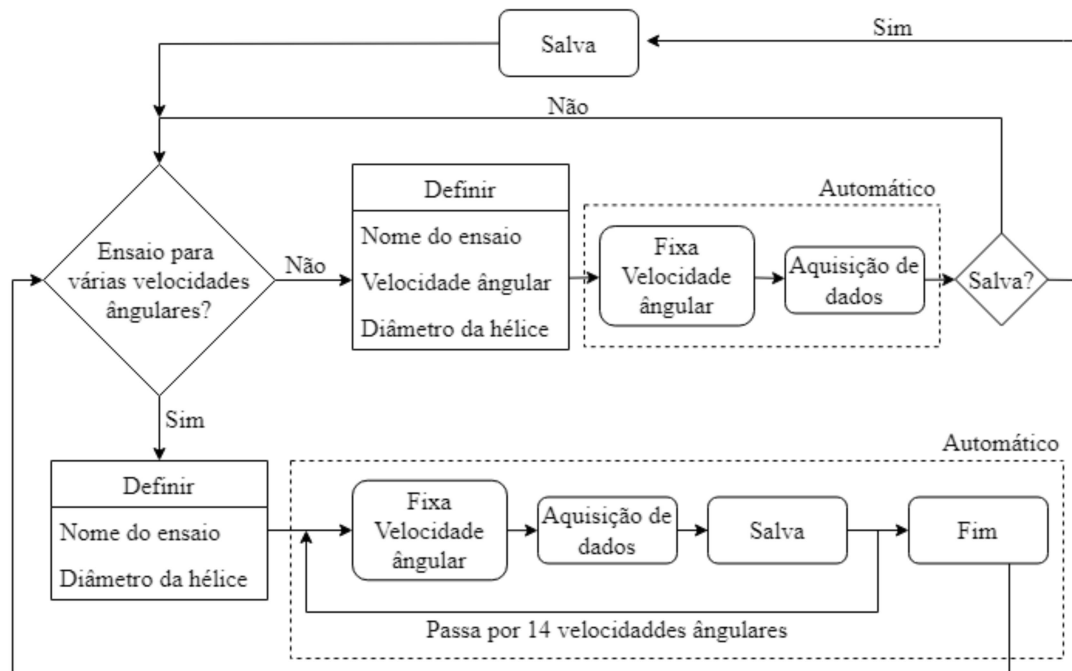 Salva
Sim
Não
Ensaio para
várias velocidades
ângulares?
Não
Definir
Nome do ensaio
Velocidade ângular
Diâmetro da hélice
Automático
Fixa
Velocidade
ângular
Aquisição de
dados
Salva?
Sim
Definir
Nome do ensaio
Diâmetro da hélice
Automático
Fixa
Velocidade
ângular
Aquisição de
dados
Salva
Fim
Passa por 14 velocidaddes ângulares